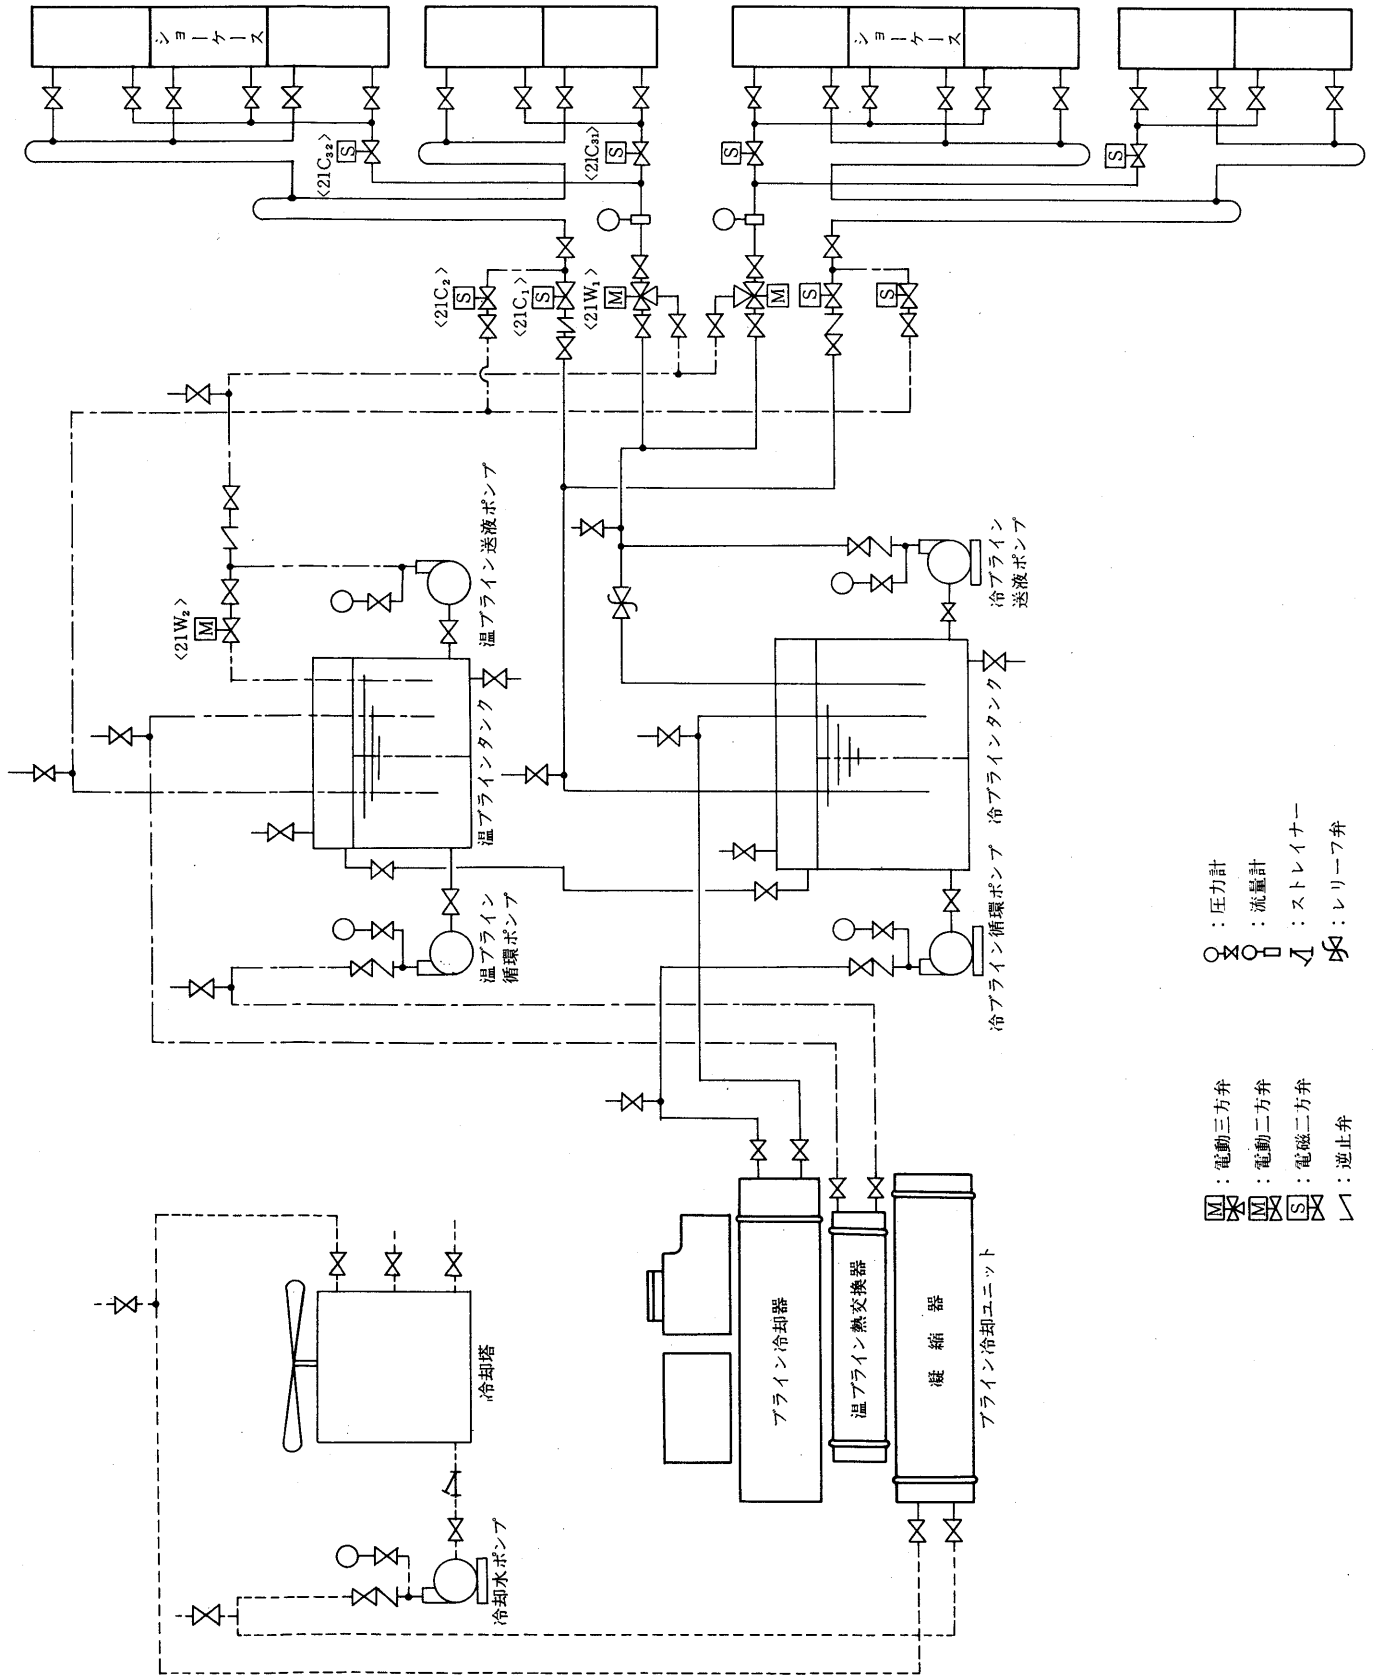 ショーケース
ショーケース
<21C₃₂>
<21C₃₁>
<21C₂>
<21C₁>
<21W₁>
S
S
S
S
S
S
M
M
S
S
<21W₂>
M
温ブライン送液ポンプ
冷ブライン
送液ポンプ
温ブラインタンク
冷ブラインタンク
温ブライン
循環ポンプ
冷ブライン循環ポンプ
冷却塔
冷却水ポンプ
ブライン冷却器
温ブライン熱交換器
凝縮器
ブライン冷却ユニット
M:電動三方弁
M:電動二方弁
S:電磁二方弁
:逆止弁
:圧力計
:流量計
:ストレイナー
:レリーフ弁